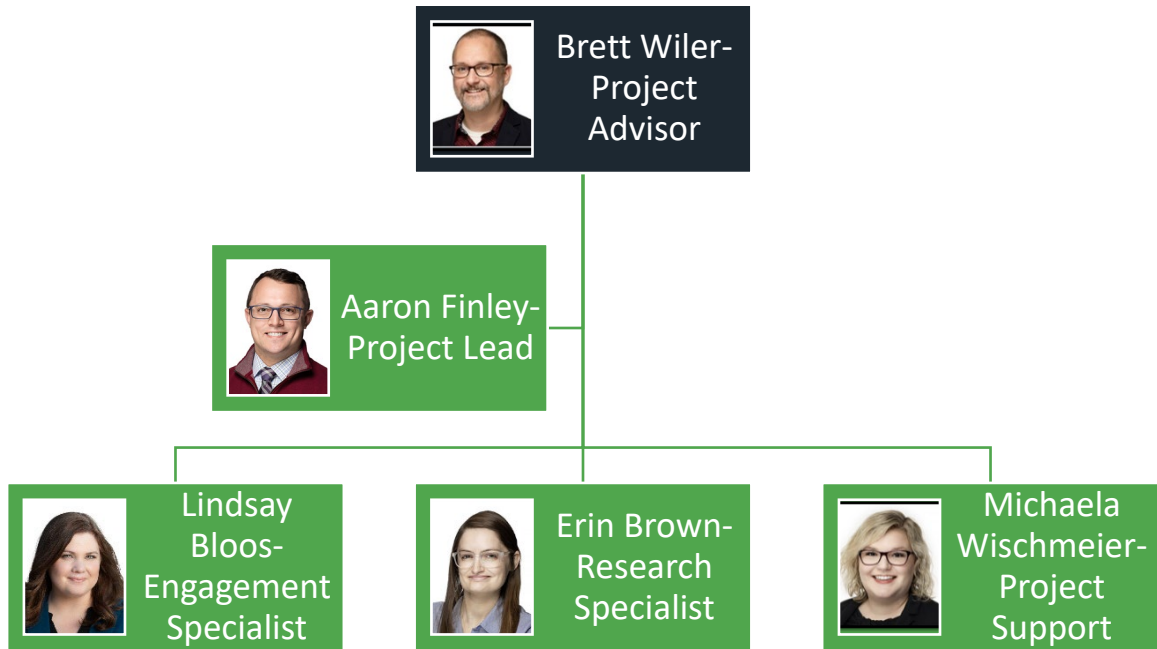 Brett Wiler-
Project
Advisor
Aaron Finley-
Project Lead
Lindsay
Bloos-
Engagement
Specialist
Erin Brown-
Research
Specialist
Michaela
Wischmeier-
Project
Support